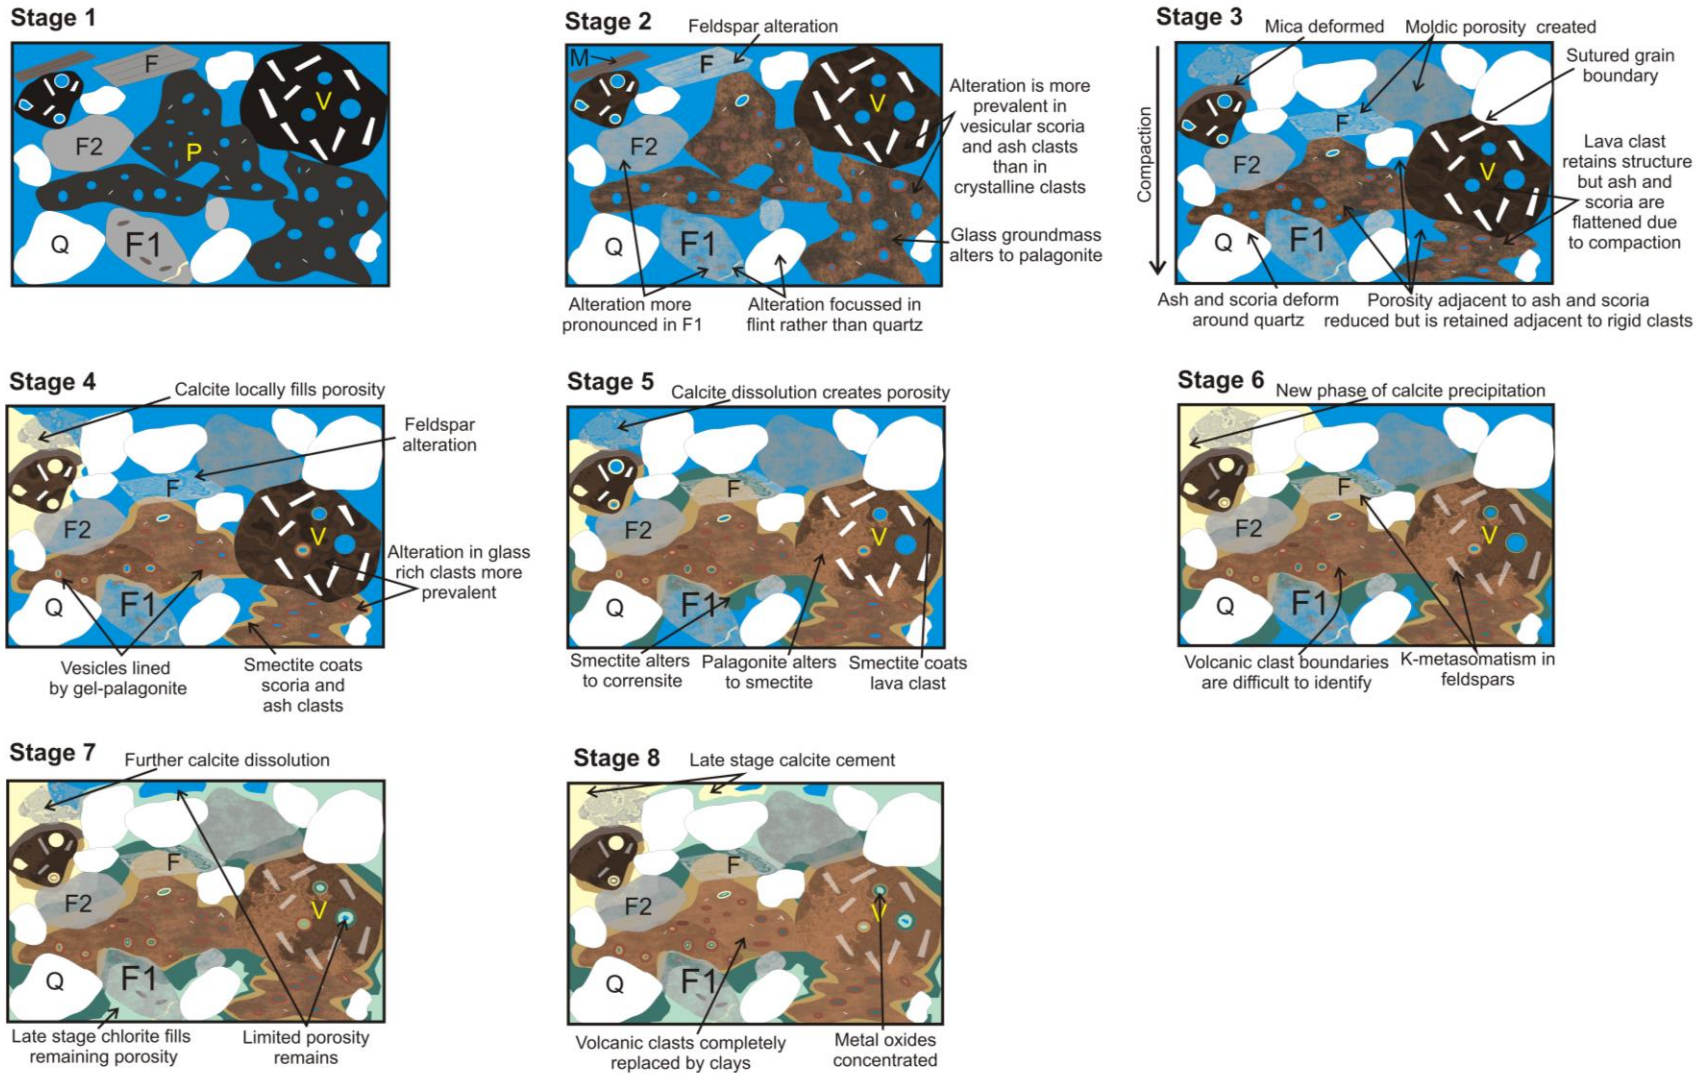 Stage 1
F
V
F2
P
Q
F1
Stage 2
Feldspar alteration
M
F
V
F2
Q
F1
Alteration is more
prevalent in
vesicular scoria
and ash clasts
than in
crystalline clasts
Glass groundmass
alters to palagonite
Alteration more
pronounced in F1
Alteration focussed in
flint rather than quartz
Stage 3
Mica deformed
Moldic porosity created
Sutured grain
boundary
Compaction
F
F2
V
Q
F1
Lava clast
retains structure
but ash and
scoria are
flattened due
to compaction
Ash and scoria deform
around quartz
Porosity adjacent to ash and scoria
reduced but is retained adjacent to rigid clasts
Stage 4
Calcite locally fills porosity
Feldspar
alteration
F
F2
V
Q
F1
Alteration in glass
rich clasts more
prevalent
Vesicles lined
by gel-palagonite
Smectite coats
scoria and
ash clasts
Stage 5
Calcite dissolution creates porosity
F
F2
V
Q
F1
Smectite alters
to corrensite
Palagonite alters
to smectite
Smectite coats
lava clast
Stage 6
New phase of calcite precipitation
F
F2
V
Q
F1
Volcanic clast boundaries
are difficult to identify
K-metasomatism in
feldspars
Stage 7
Further calcite dissolution
F
F2
V
Q
F1
Late stage chlorite fills
remaining porosity
Limited porosity
remains
Stage 8
Late stage calcite cement
F
F2
V
Q
F1
Volcanic clasts completely
replaced by clays
Metal oxides
concentrated